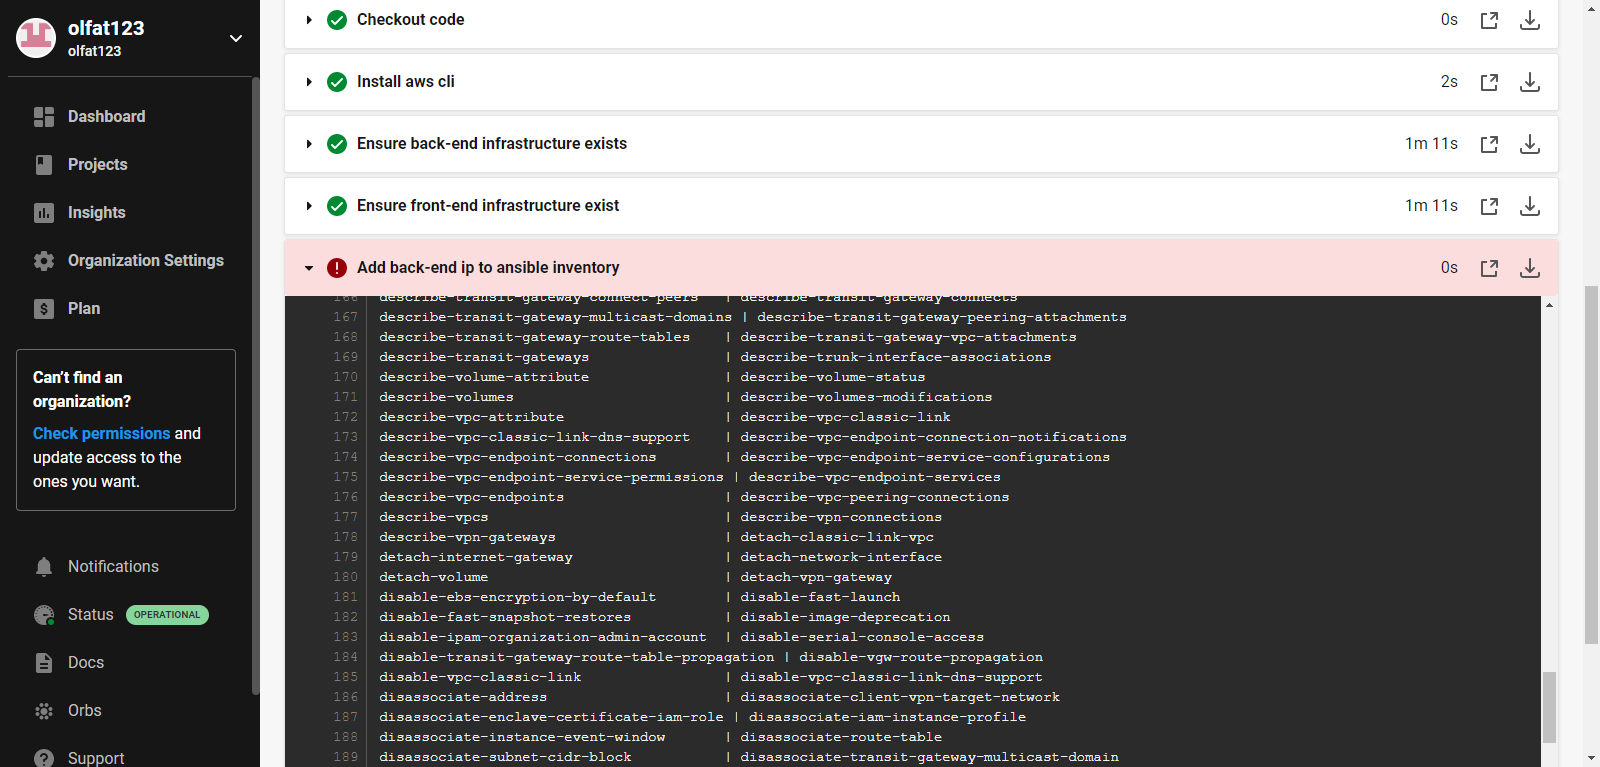 olfat123
olfat123
Dashboard
Projects
Insights
Organization Settings
Plan
Can't find an
organization?
Check permissions and
update access to the
ones you want.
Notifications
Status OPERATIONAL
Docs
Orbs
Support
Checkout code 0s
Install aws cli 2s
Ensure back-end infrastructure exists 1m 11s
Ensure front-end infrastructure exist 1m 11s
Add back-end ip to ansible inventory 0s
166 describe-transit-gateway-connect-peers | describe-transit-gateway-connects
167 describe-transit-gateway-multicast-domains | describe-transit-gateway-peering-attachments
168 describe-transit-gateway-route-tables | describe-transit-gateway-vpc-attachments
169 describe-transit-gateways | describe-trunk-interface-associations
170 describe-volume-attribute | describe-volume-status
171 describe-volumes | describe-volumes-modifications
172 describe-vpc-attribute | describe-vpc-classic-link
173 describe-vpc-classic-link-dns-support | describe-vpc-endpoint-connection-notifications
174 describe-vpc-endpoint-connections | describe-vpc-endpoint-service-configurations
175 describe-vpc-endpoint-service-permissions | describe-vpc-endpoint-services
176 describe-vpc-endpoints | describe-vpc-peering-connections
177 describe-vpcs | describe-vpn-connections
178 describe-vpn-gateways | detach-classic-link-vpc
179 detach-internet-gateway | detach-network-interface
180 detach-volume | detach-vpn-gateway
181 disable-ebs-encryption-by-default | disable-fast-launch
182 disable-fast-snapshot-restores | disable-image-deprecation
183 disable-ipam-organization-admin-account | disable-serial-console-access
184 disable-transit-gateway-route-table-propagation | disable-vgw-route-propagation
185 disable-vpc-classic-link | disable-vpc-classic-link-dns-support
186 disassociate-address | disassociate-client-vpn-target-network
187 disassociate-enclave-certificate-iam-role | disassociate-iam-instance-profile
188 disassociate-instance-event-window | disassociate-route-table
189 disassociate-subnet-cidr-block | disassociate-transit-gateway-multicast-domain